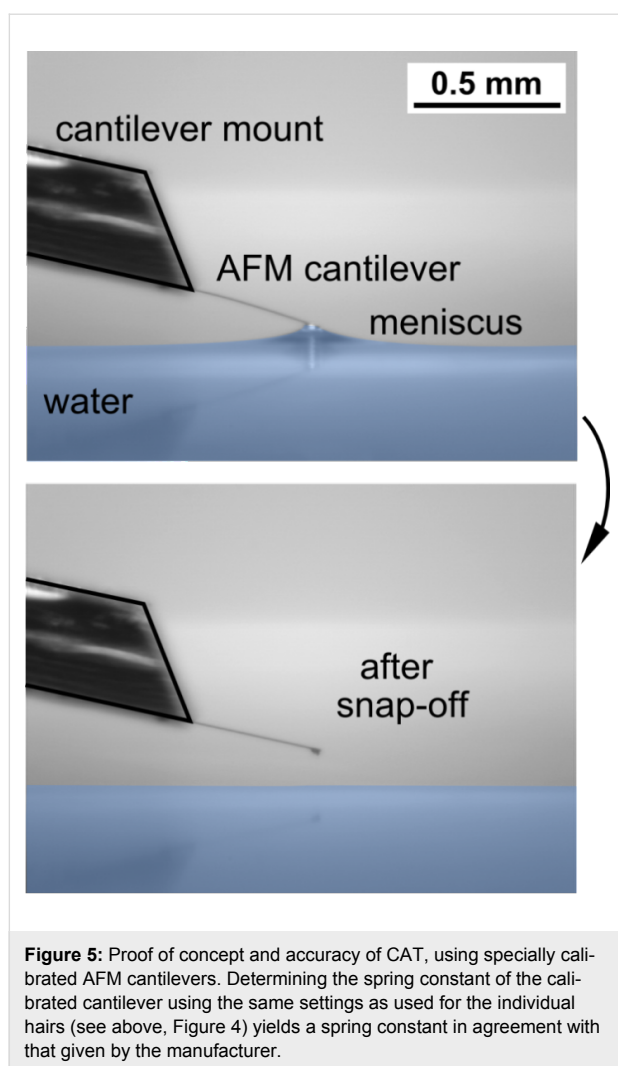 0.5 mm
cantilever mount
AFM cantilever
meniscus
water
after
snap-off
Figure 5: Proof of concept and accuracy of CAT, using specially cali-
brated AFM cantilevers. Determining the spring constant of the cali-
brated cantilever using the same settings as used for the individual
hairs (see above, Figure 4) yields a spring constant in agreement with
that given by the manufacturer.